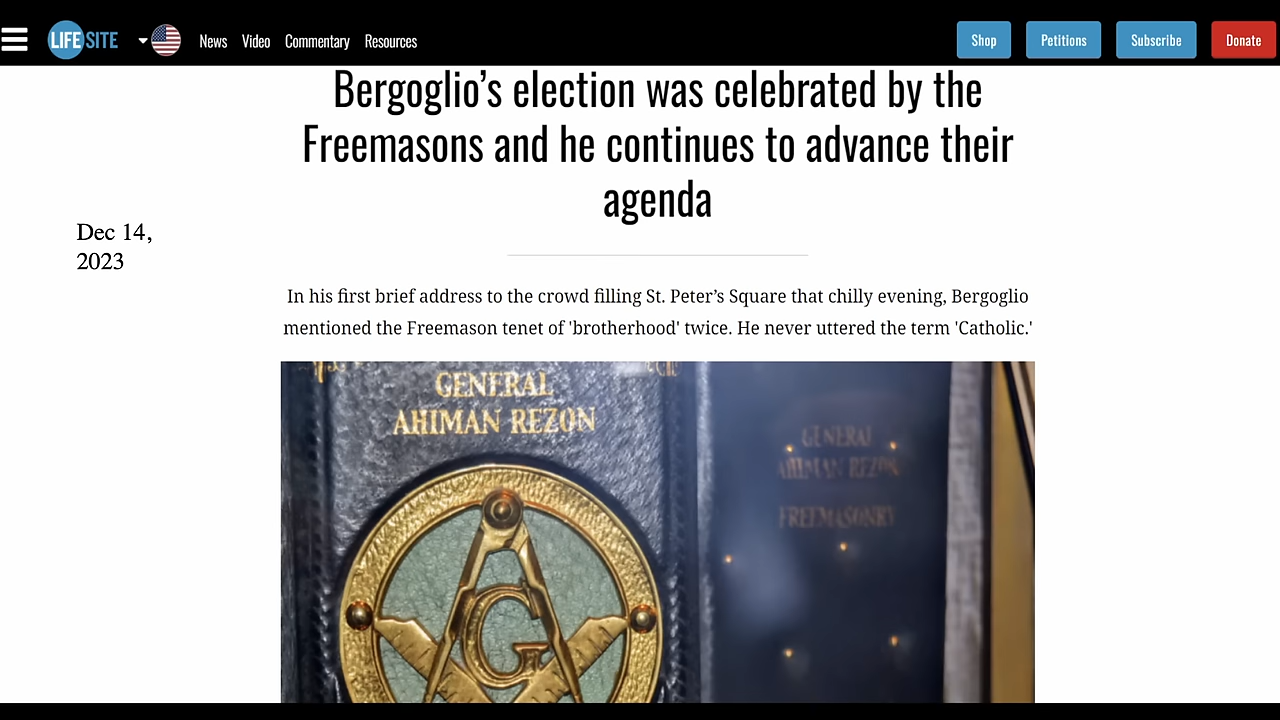 LIFE SITE News Video Commentary Resources Shop Petitions Subscribe Donate
Bergoglio’s election was celebrated by the
Freemasons and he continues to advance their
agenda
Dec 14,
2023
In his first brief address to the crowd filling St. Peter’s Square that chilly evening, Bergoglio
mentioned the Freemason tenet of 'brotherhood' twice. He never uttered the term 'Catholic.'
GENERAL
AHIMAN REZON
G
GENERAL
AHIMAN REZON
FREEMASONRY